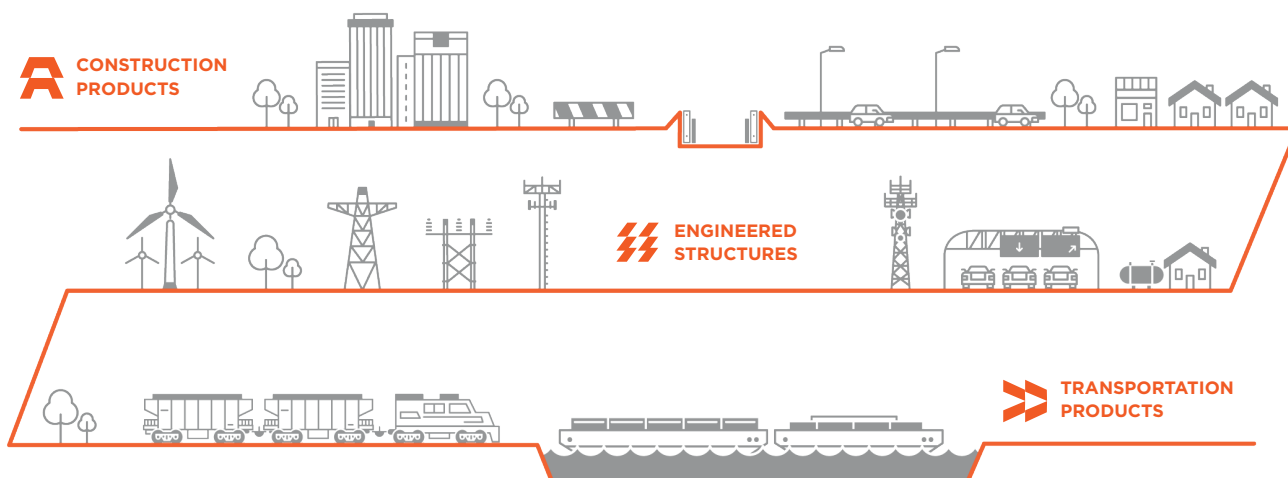 CONSTRUCTION
PRODUCTS
ENGINEERED
STRUCTURES
TRANSPORTATION
PRODUCTS